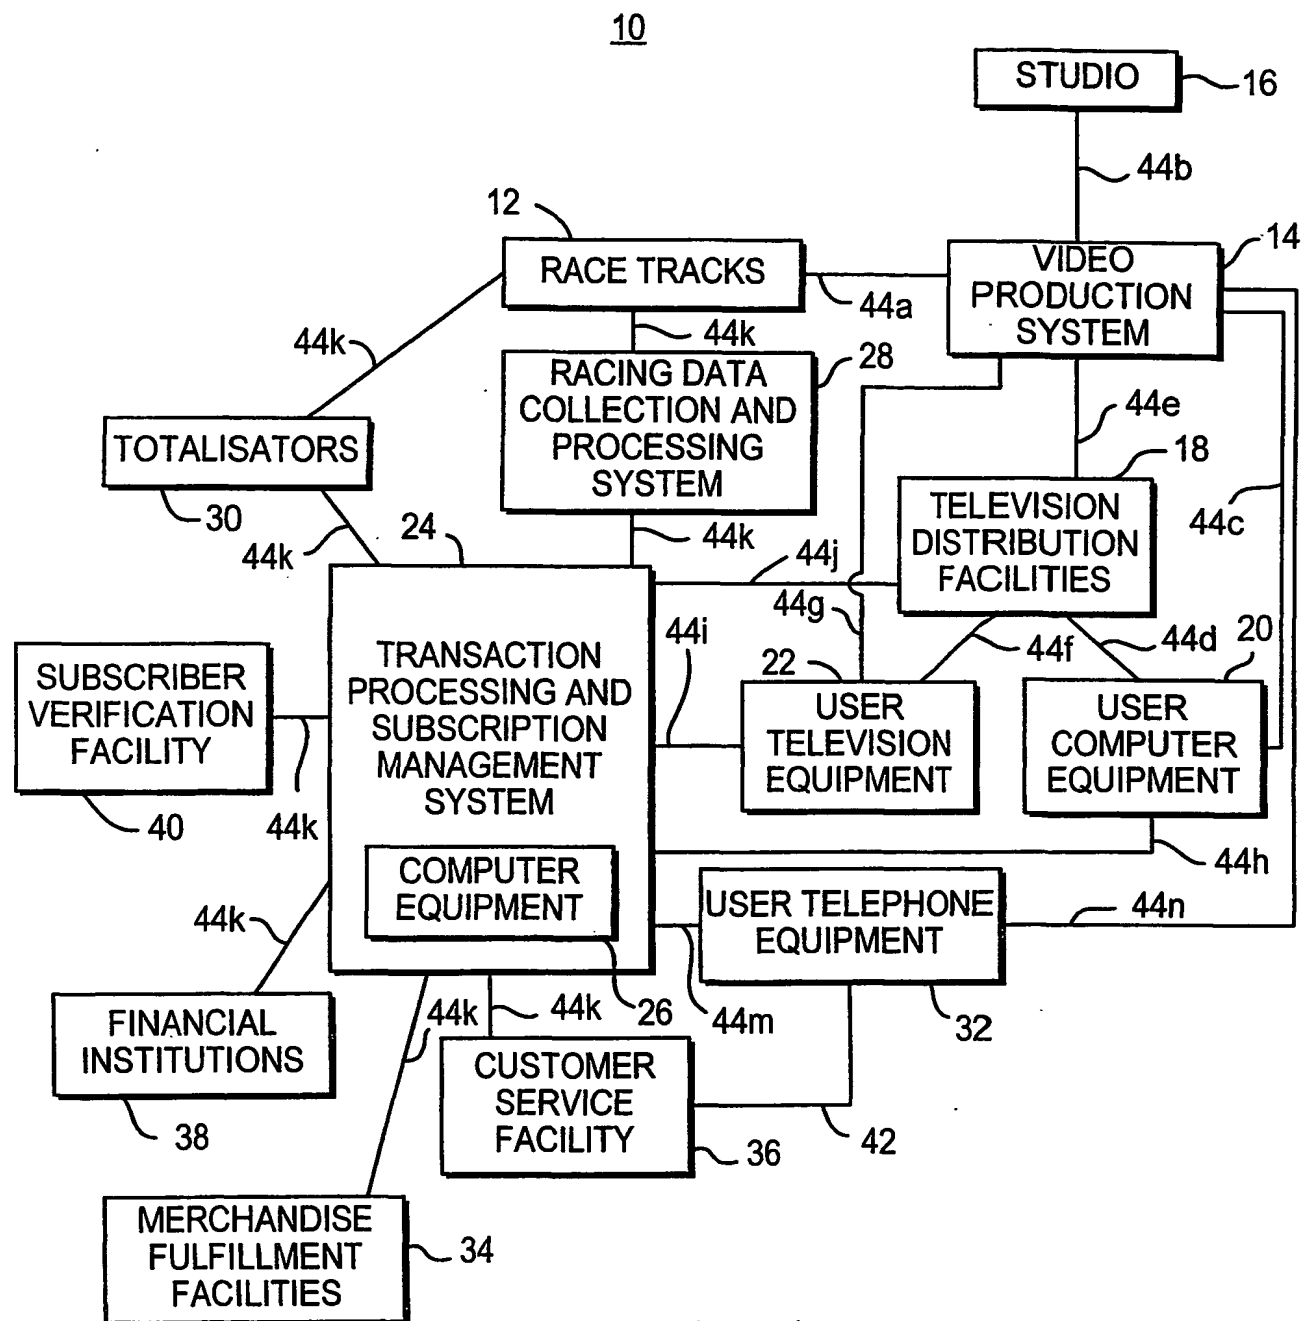 10
STUDIO
16
44b
12
RACE TRACKS
44a
VIDEO
PRODUCTION
SYSTEM
14
44k
44k
RACING DATA
COLLECTION AND
PROCESSING
SYSTEM
28
44e
TOTALISATORS
30
44k
24
44k
18
TELEVISION
DISTRIBUTION
FACILITIES
44c
44j
44g
44i
44f
44d
20
SUBSCRIBER
VERIFICATION
FACILITY
40
44k
TRANSACTION
PROCESSING AND
SUBSCRIPTION
MANAGEMENT
SYSTEM
22
USER
TELEVISION
EQUIPMENT
USER
COMPUTER
EQUIPMENT
44h
COMPUTER
EQUIPMENT
26
44m
USER TELEPHONE
EQUIPMENT
32
44n
44k
FINANCIAL
INSTITUTIONS
38
44k
44k
CUSTOMER
SERVICE
FACILITY
36
42
MERCHANDISE
FULFILLMENT
FACILITIES
34